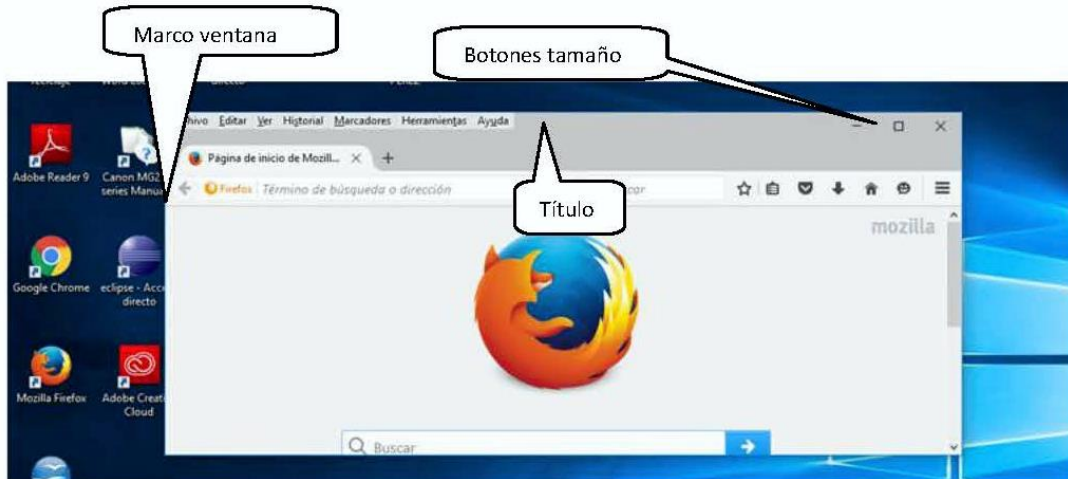 Marco ventana
Botones tamaño
Editar Ver Historial Marcadores Herramientas Ayuda
Página de inicio de Mozill...
Adobe Reader 9
Canon MG2
series Manua
Firefox Término de búsqueda o dirección
Título
mozilla
Google Chrome
eclipse - Acce
directo
Mozilla Firefox
Adobe Creati
Cloud
Buscar